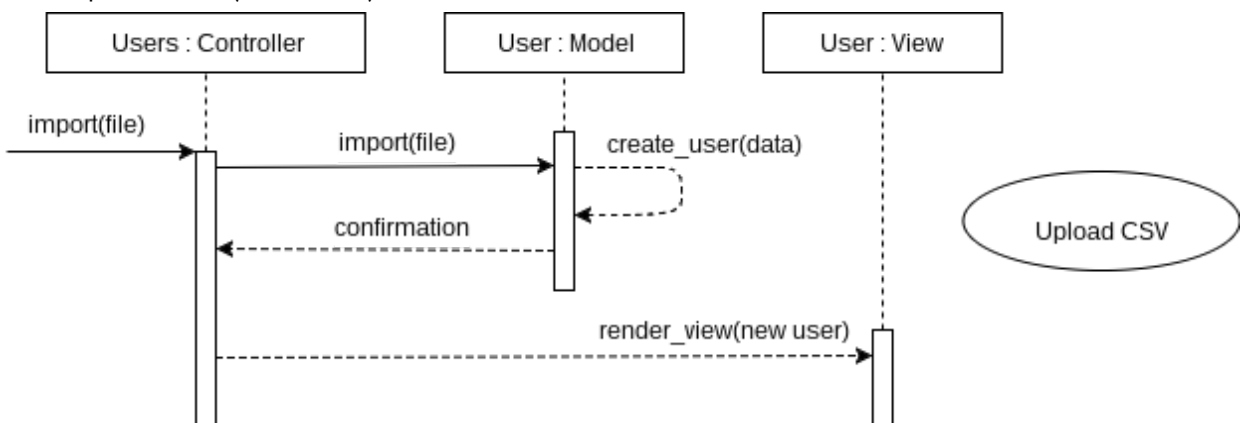 Users : Controller
User : Model
User : View
import(file)
import(file)
create_user(data)
confirmation
Upload CSV
render_view(new user)